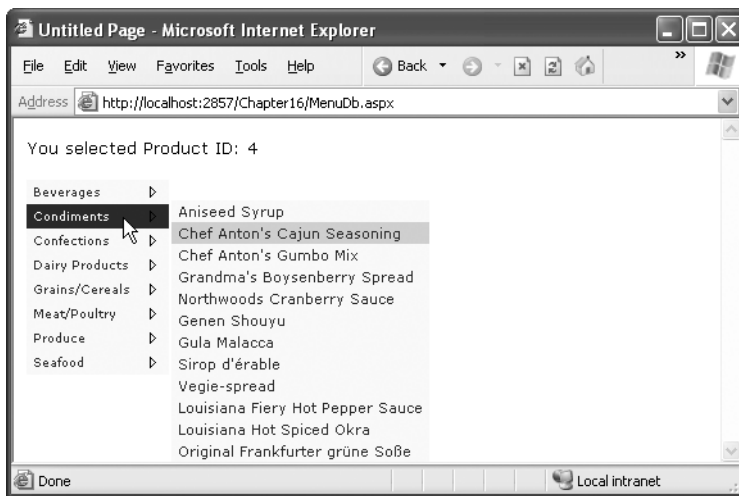 Untitled Page - Microsoft Internet Explorer
File Edit View Favorites Tools Help Back »
Address http://localhost:2857/Chapter16/MenuDb.aspx
You selected Product ID: 4
Beverages
Condiments
Confections
Dairy Products
Grains/Cereals
Meat/Poultry
Produce
Seafood
Aniseed Syrup
Chef Anton's Cajun Seasoning
Chef Anton's Gumbo Mix
Grandma's Boysenberry Spread
Northwoods Cranberry Sauce
Genen Shouyu
Gula Malacca
Sirop d'érable
Vegie-spread
Louisiana Fiery Hot Pepper Sauce
Louisiana Hot Spiced Okra
Original Frankfurter grüne Soße
Done Local intranet